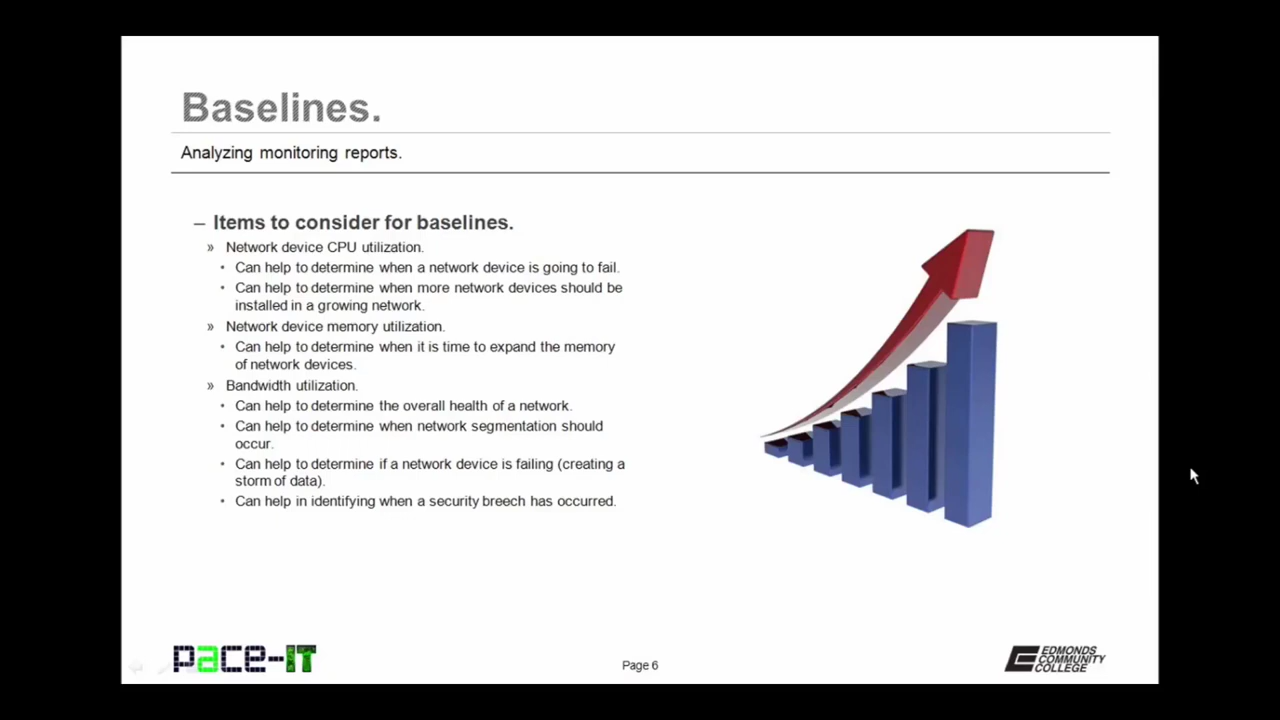 Baselines.
Analyzing monitoring reports.
– Items to consider for baselines.
» Network device CPU utilization.
• Can help to determine when a network device is going to fail.
• Can help to determine when more network devices should be
installed in a growing network.
» Network device memory utilization.
• Can help to determine when it is time to expand the memory
of network devices.
» Bandwidth utilization.
• Can help to determine the overall health of a network.
• Can help to determine when network segmentation should
occur.
• Can help to determine if a network device is failing (creating a
storm of data).
• Can help in identifying when a security breech has occurred.
pace-IT
Page 6
EDMONDS
COMMUNITY
COLLEGE